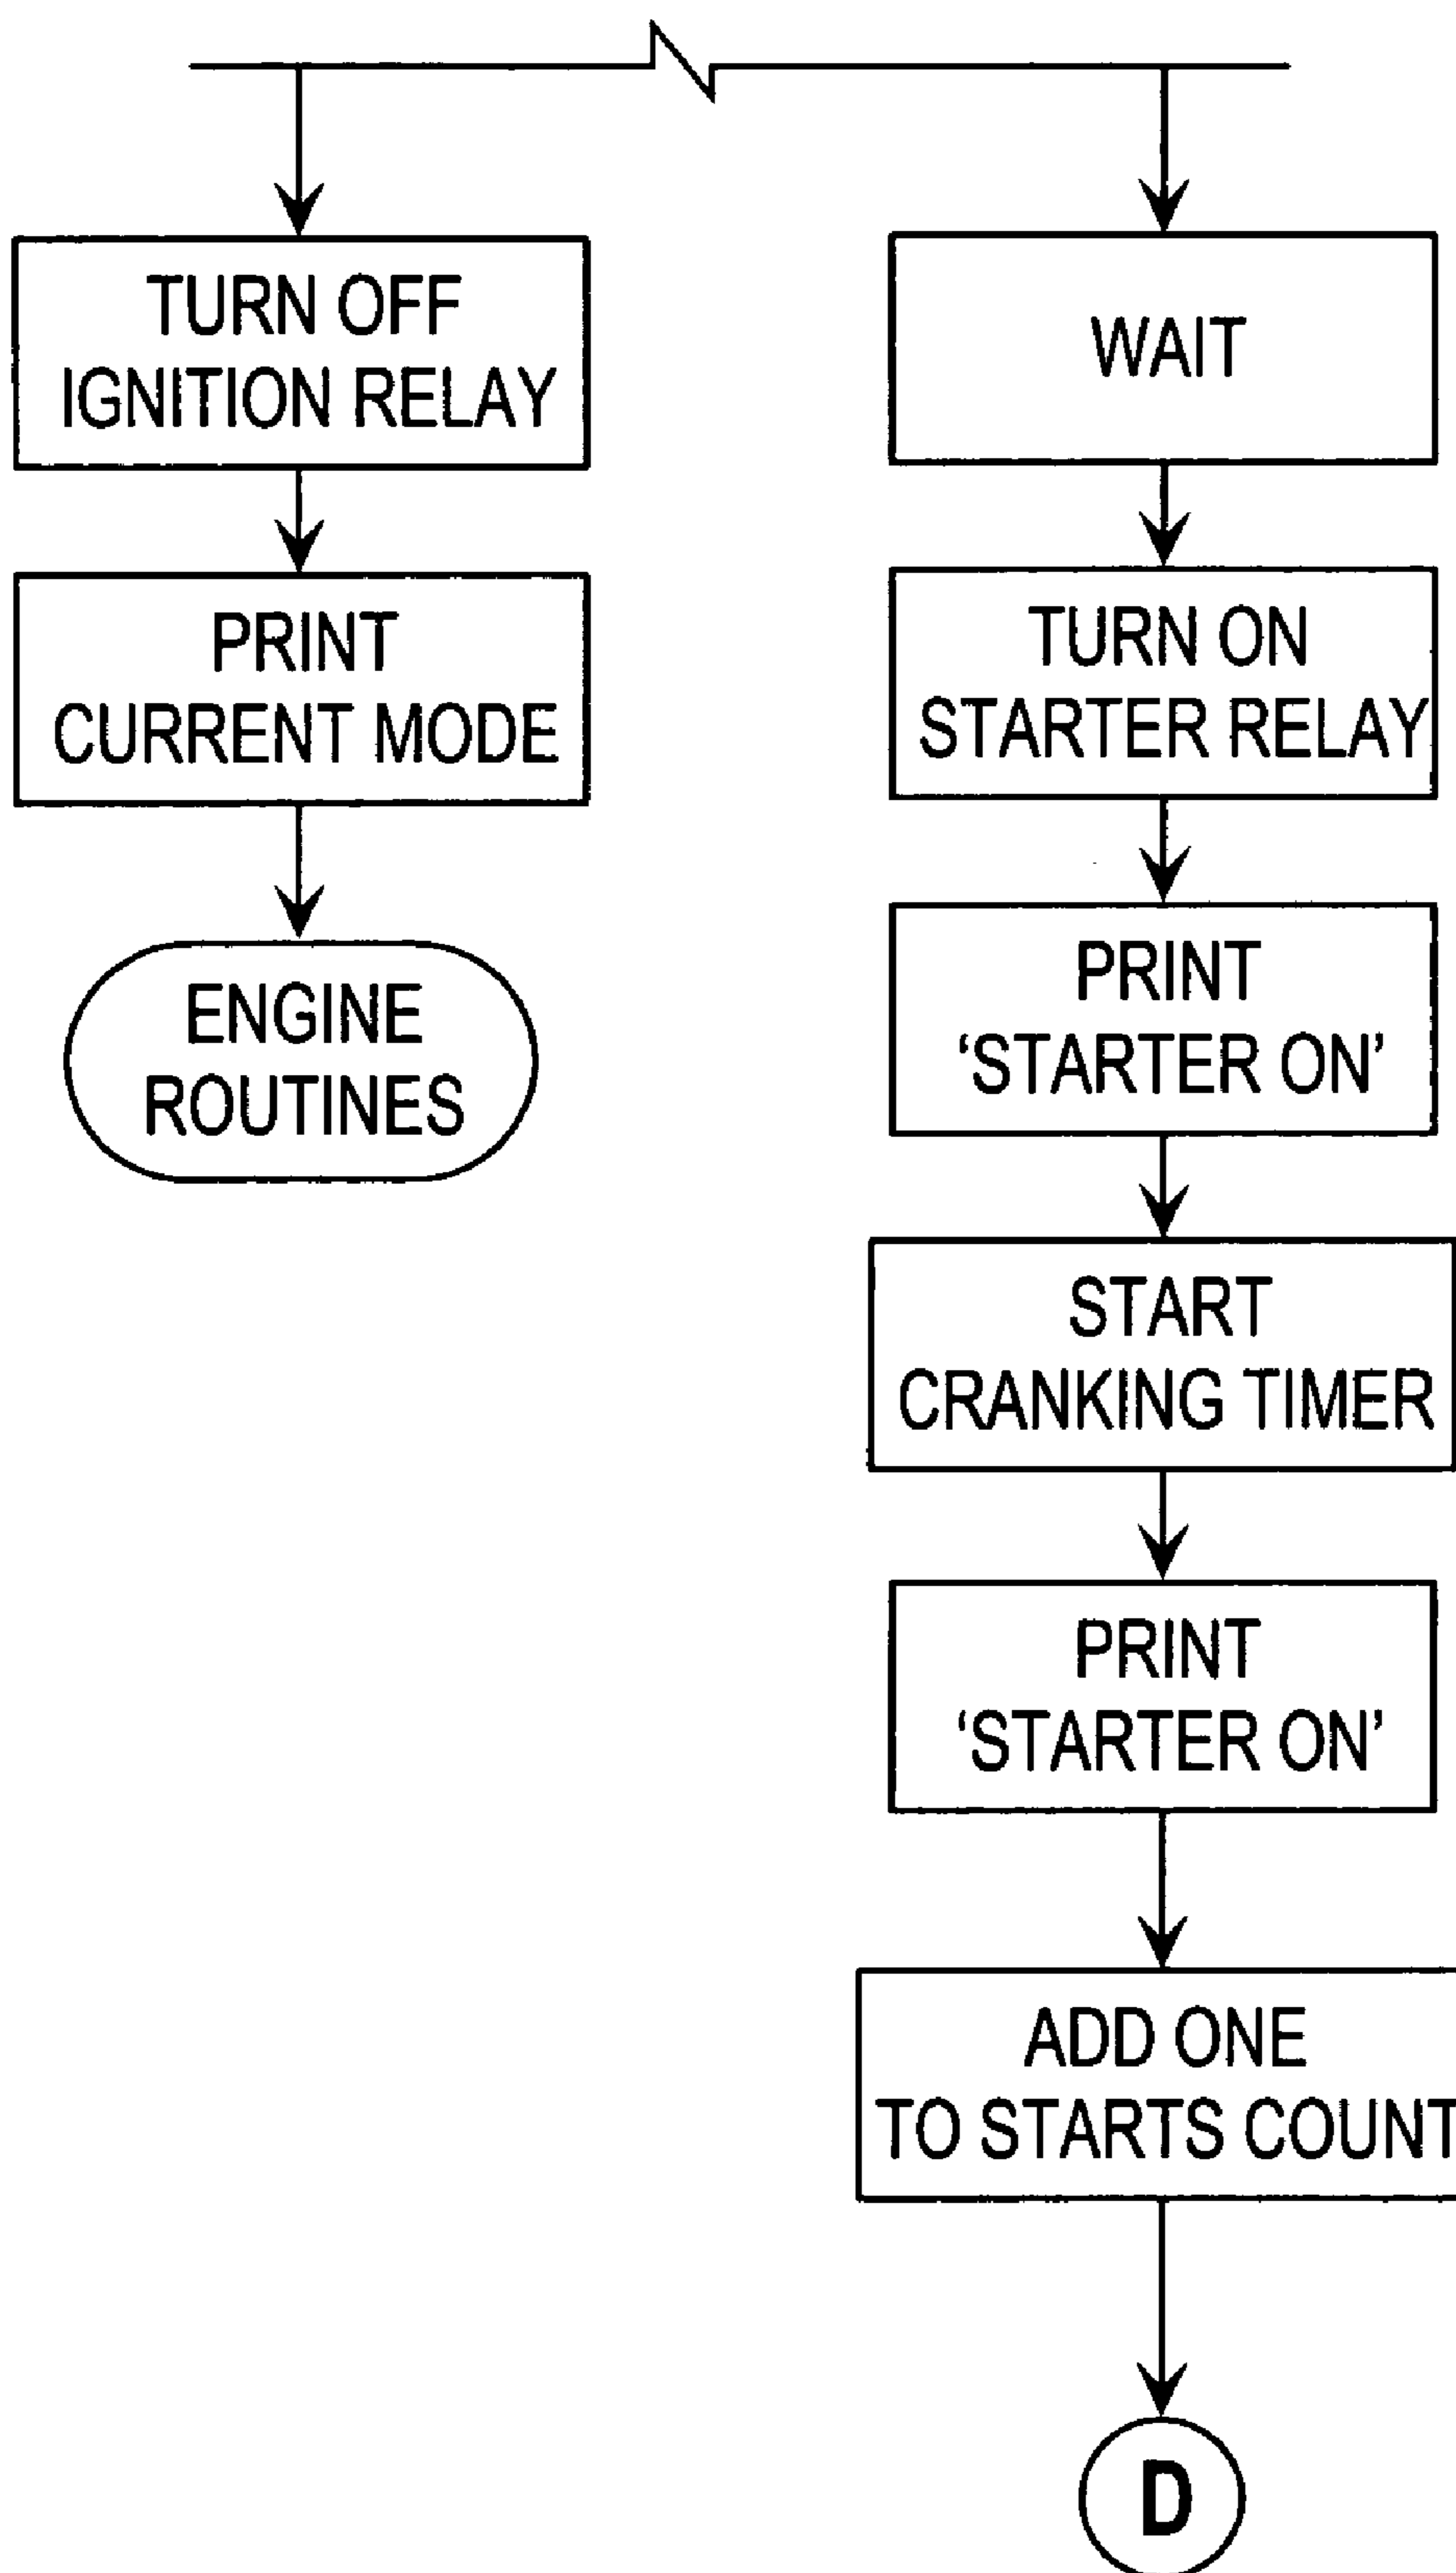 TURN OFF
IGNITION RELAY
PRINT
CURRENT MODE
ENGINE
ROUTINES
WAIT
TURN ON
STARTER RELAY
PRINT
‘STARTER ON’
START
CRANKING TIMER
PRINT
‘STARTER ON’
ADD ONE
TO STARTS COUNT
D